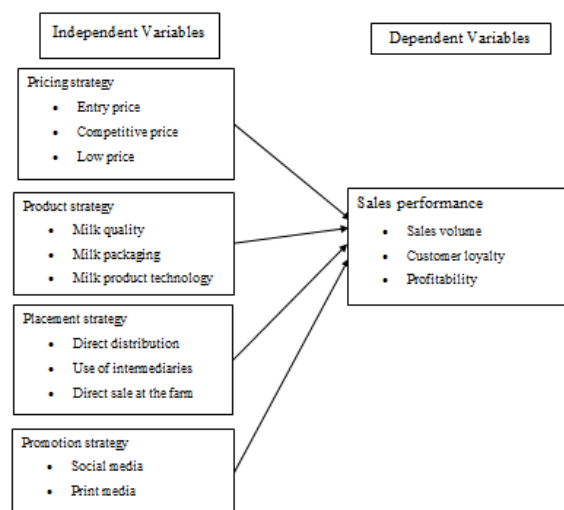 Independent Variables
Dependent Variables
Pricing strategy
• Entry price
• Competitive price
• Low price
Product strategy
• Milk quality
• Milk packaging
• Milk product technology
Placement strategy
• Direct distribution
• Use of intermediaries
• Direct sale at the farm
Promotion strategy
• Social media
• Print media
Sales performance
• Sales volume
• Customer loyalty
• Profitability